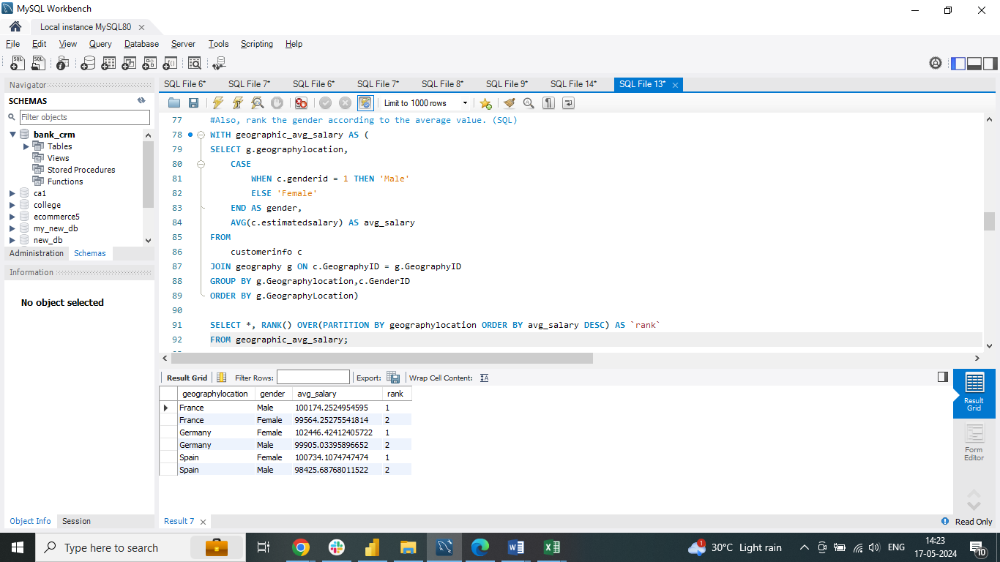 MySQL Workbench
Local instance MySQL80
File Edit View Query Database Server Tools Scripting Help
Navigator
SCHEMAS
Filter objects
bank_crm
Tables
Views
Stored Procedures
Functions
ca1
college
ecommerce5
my_new_db
new_db
Administration Schemas
Information
No object selected
Object Info Session
SQL File 6* SQL File 7* SQL File 6* SQL File 7* SQL File 8* SQL File 9* SQL File 14* SQL File 13*
Limit to 1000 rows
77 #Also, rank the gender according to the average value. (SQL)
78 WITH geographic_avg_salary AS (
79 SELECT g.geographylocation,
80 CASE
81 WHEN c.genderid = 1 THEN 'Male'
82 ELSE 'Female'
83 END AS gender,
84 AVG(c.estimatedsalary) AS avg_salary
85 FROM
86 customerinfo c
87 JOIN geography g ON c.GeographyID = g.GeographyID
88 GROUP BY g.Geographylocation,c.GenderID
89 ORDER BY g.GeographyLocation)
90
91 SELECT *, RANK() OVER(PARTITION BY geographylocation ORDER BY avg_salary DESC) AS `rank`
92 FROM geographic_avg_salary;
Result Grid Filter Rows: Export: Wrap Cell Content:
geographylocation gender avg_salary rank
France Male 100174.2524954595 1
France Female 99564.25275541814 2
Germany Female 102446.42412405722 1
Germany Male 99905.03395896652 2
Spain Female 100734.1074747474 1
Spain Male 98425.68768011522 2
Result
Grid
Form
Editor
Result 7
Read Only
Type here to search
1
30°C Light rain
ENG
14:23
17-05-2024
10